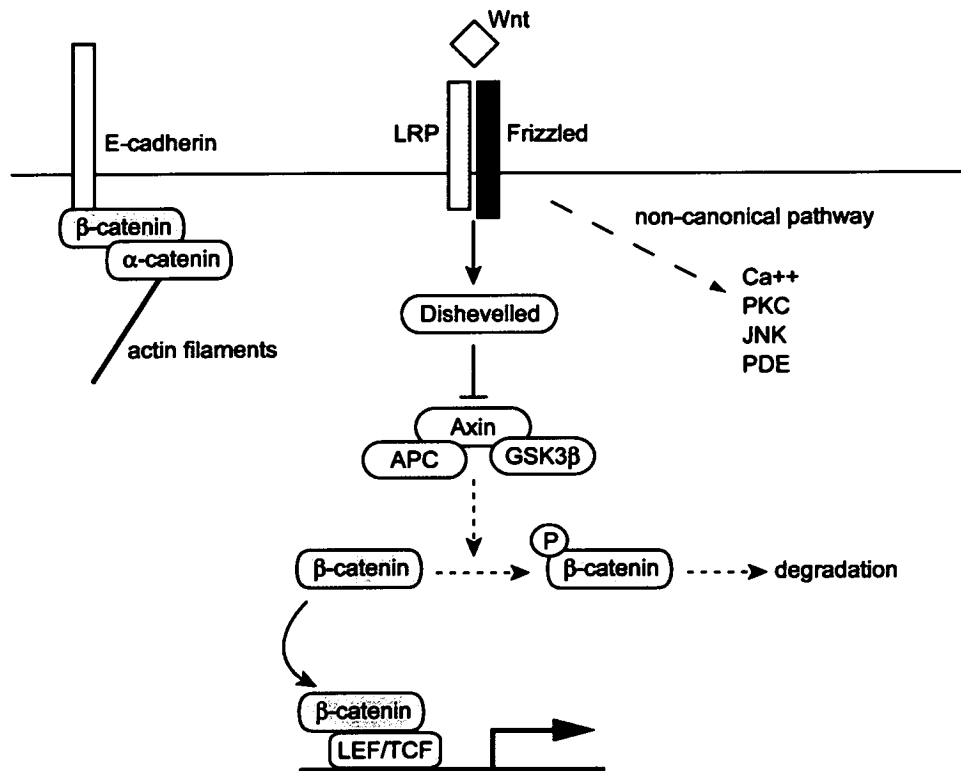 Wnt
LRP
Frizzled
E-cadherin
β-catenin
α-catenin
actin filaments
non-canonical pathway
Ca++
PKC
JNK
PDE
Dishevelled
Axin
APC
GSK3β
β-catenin
P
β-catenin
degradation
β-catenin
LEF/TCF